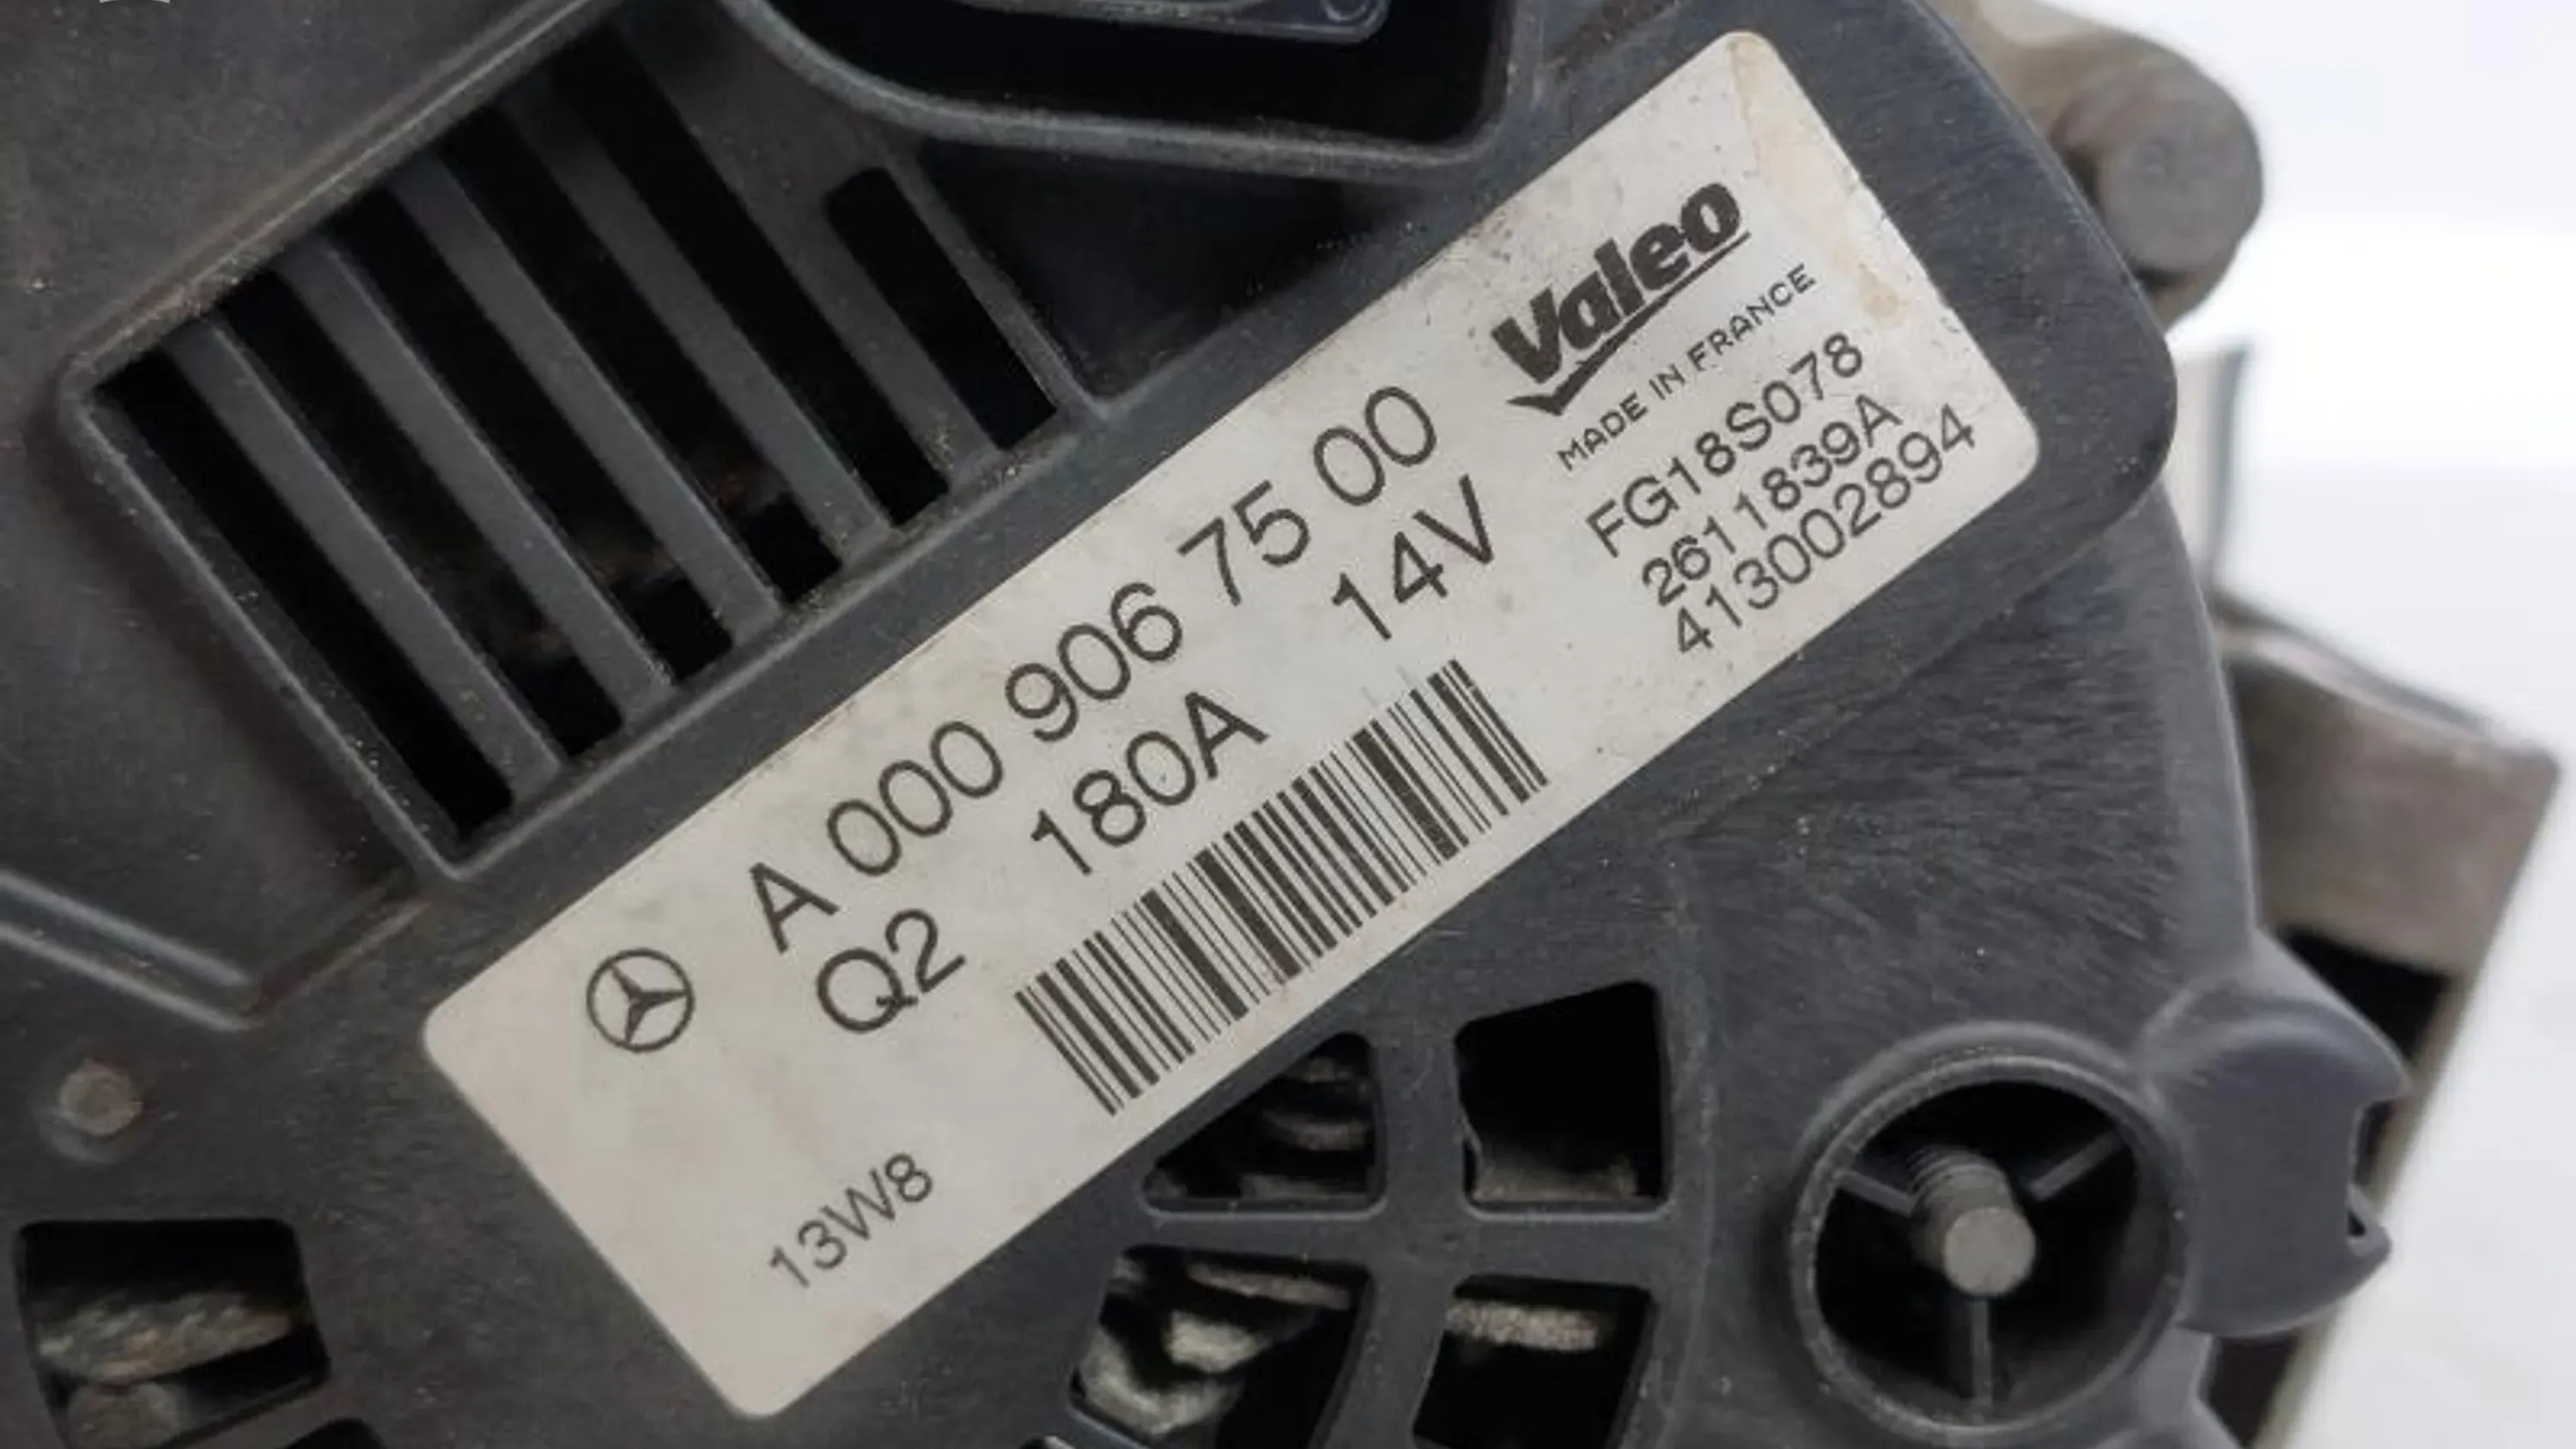 Valeo
MADE IN FRANCE
A 000 906 75 00
Q2 180A 14V
FG18S078
2611839A
413002894
13W8